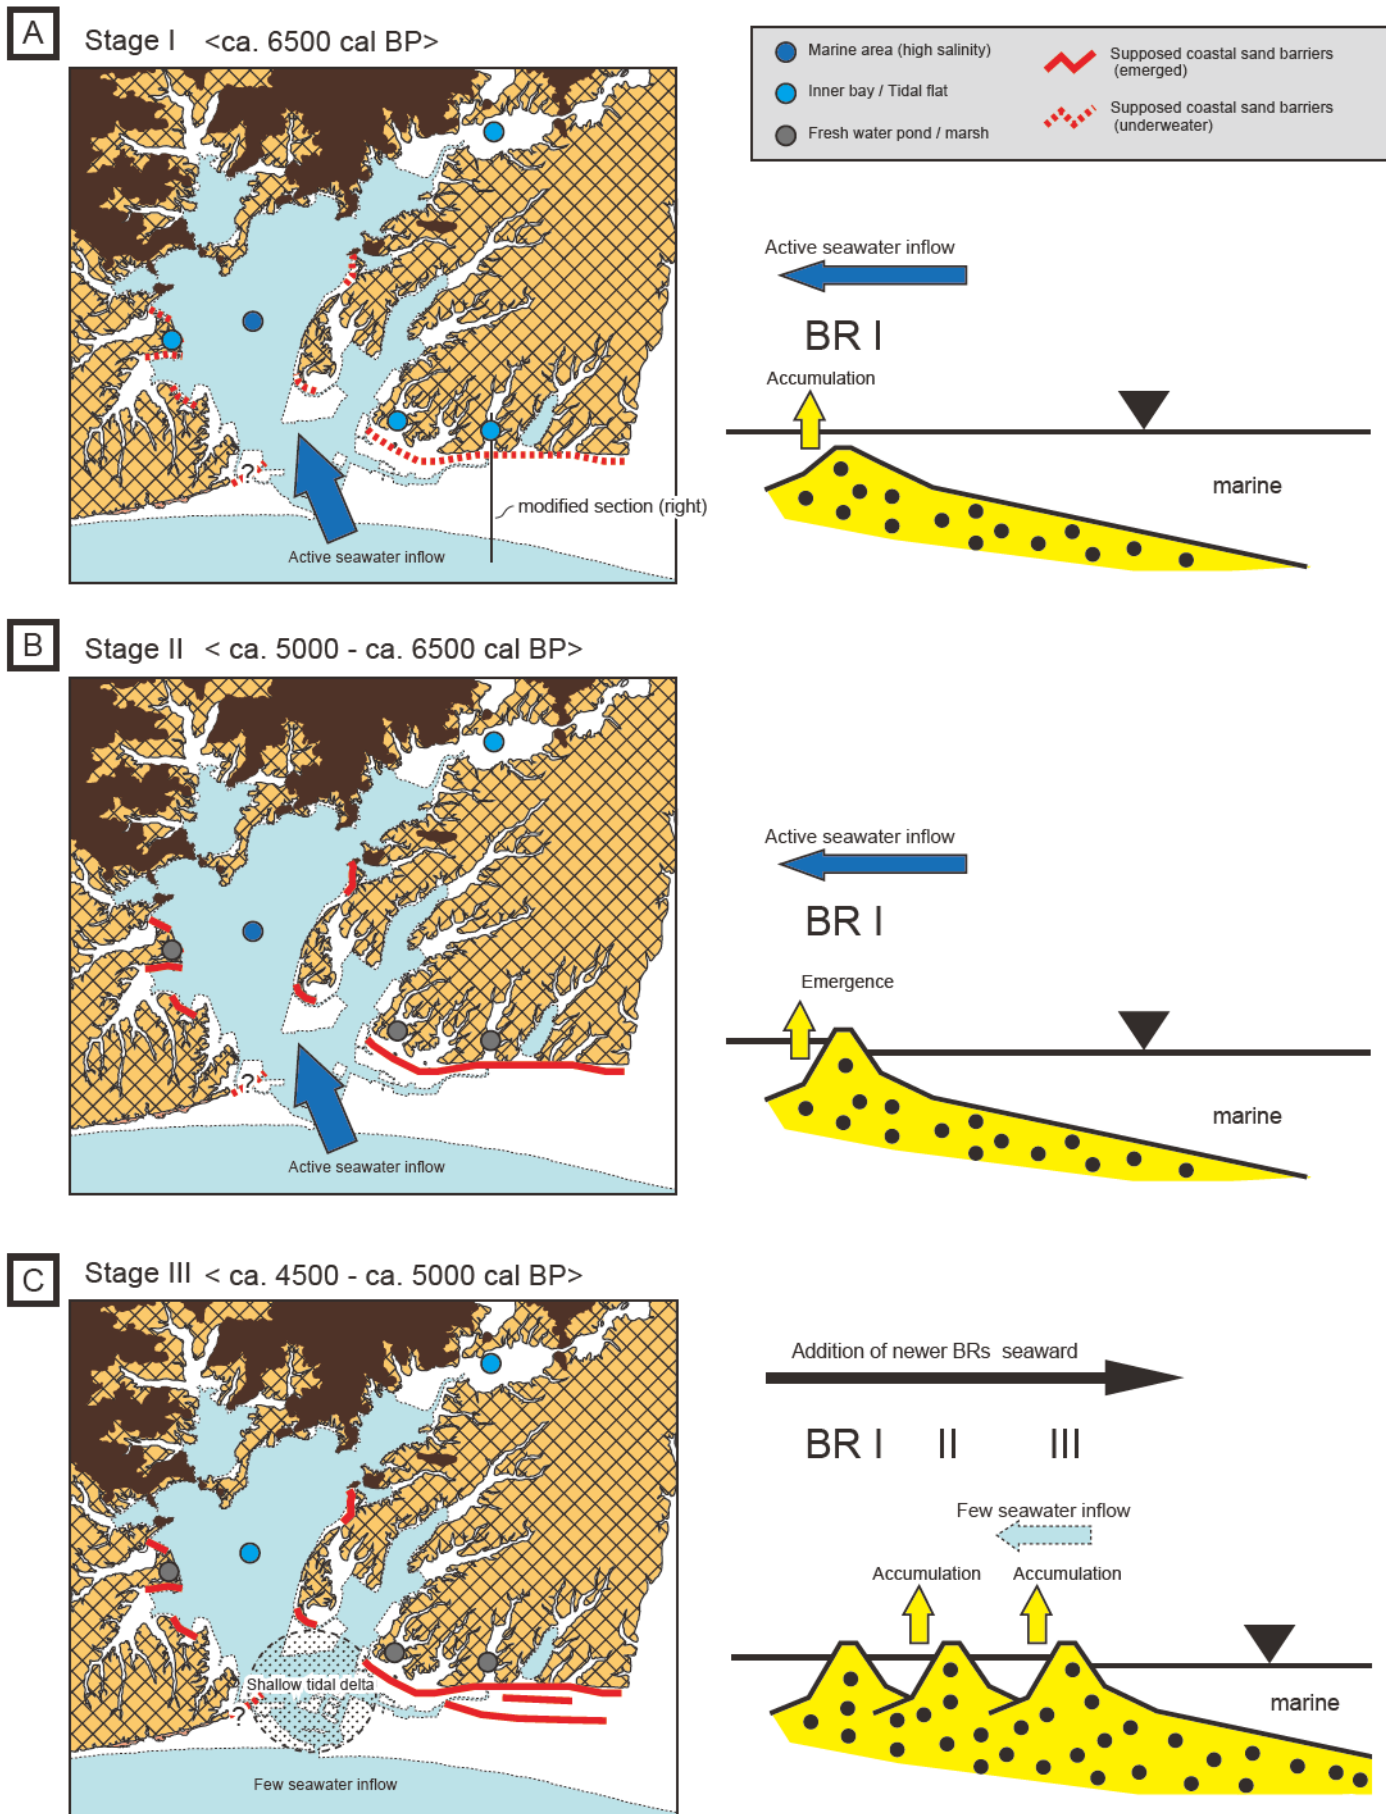 A
Stage I <ca. 6500 cal BP>
Marine area (high salinity)
Inner bay / Tidal flat
Fresh water pond / marsh
Supposed coastal sand barriers
(emerged)
Supposed coastal sand barriers
(underweater)
?
Active seawater inflow
modified section (right)
Active seawater inflow
BR I
Accumulation
marine
B
Stage II < ca. 5000 - ca. 6500 cal BP>
?
Active seawater inflow
Active seawater inflow
BR I
Emergence
marine
C
Stage III < ca. 4500 - ca. 5000 cal BP>
Shallow tidal delta
?
Few seawater inflow
Addition of newer BRs seaward
BR I II III
Few seawater inflow
Accumulation Accumulation
marine